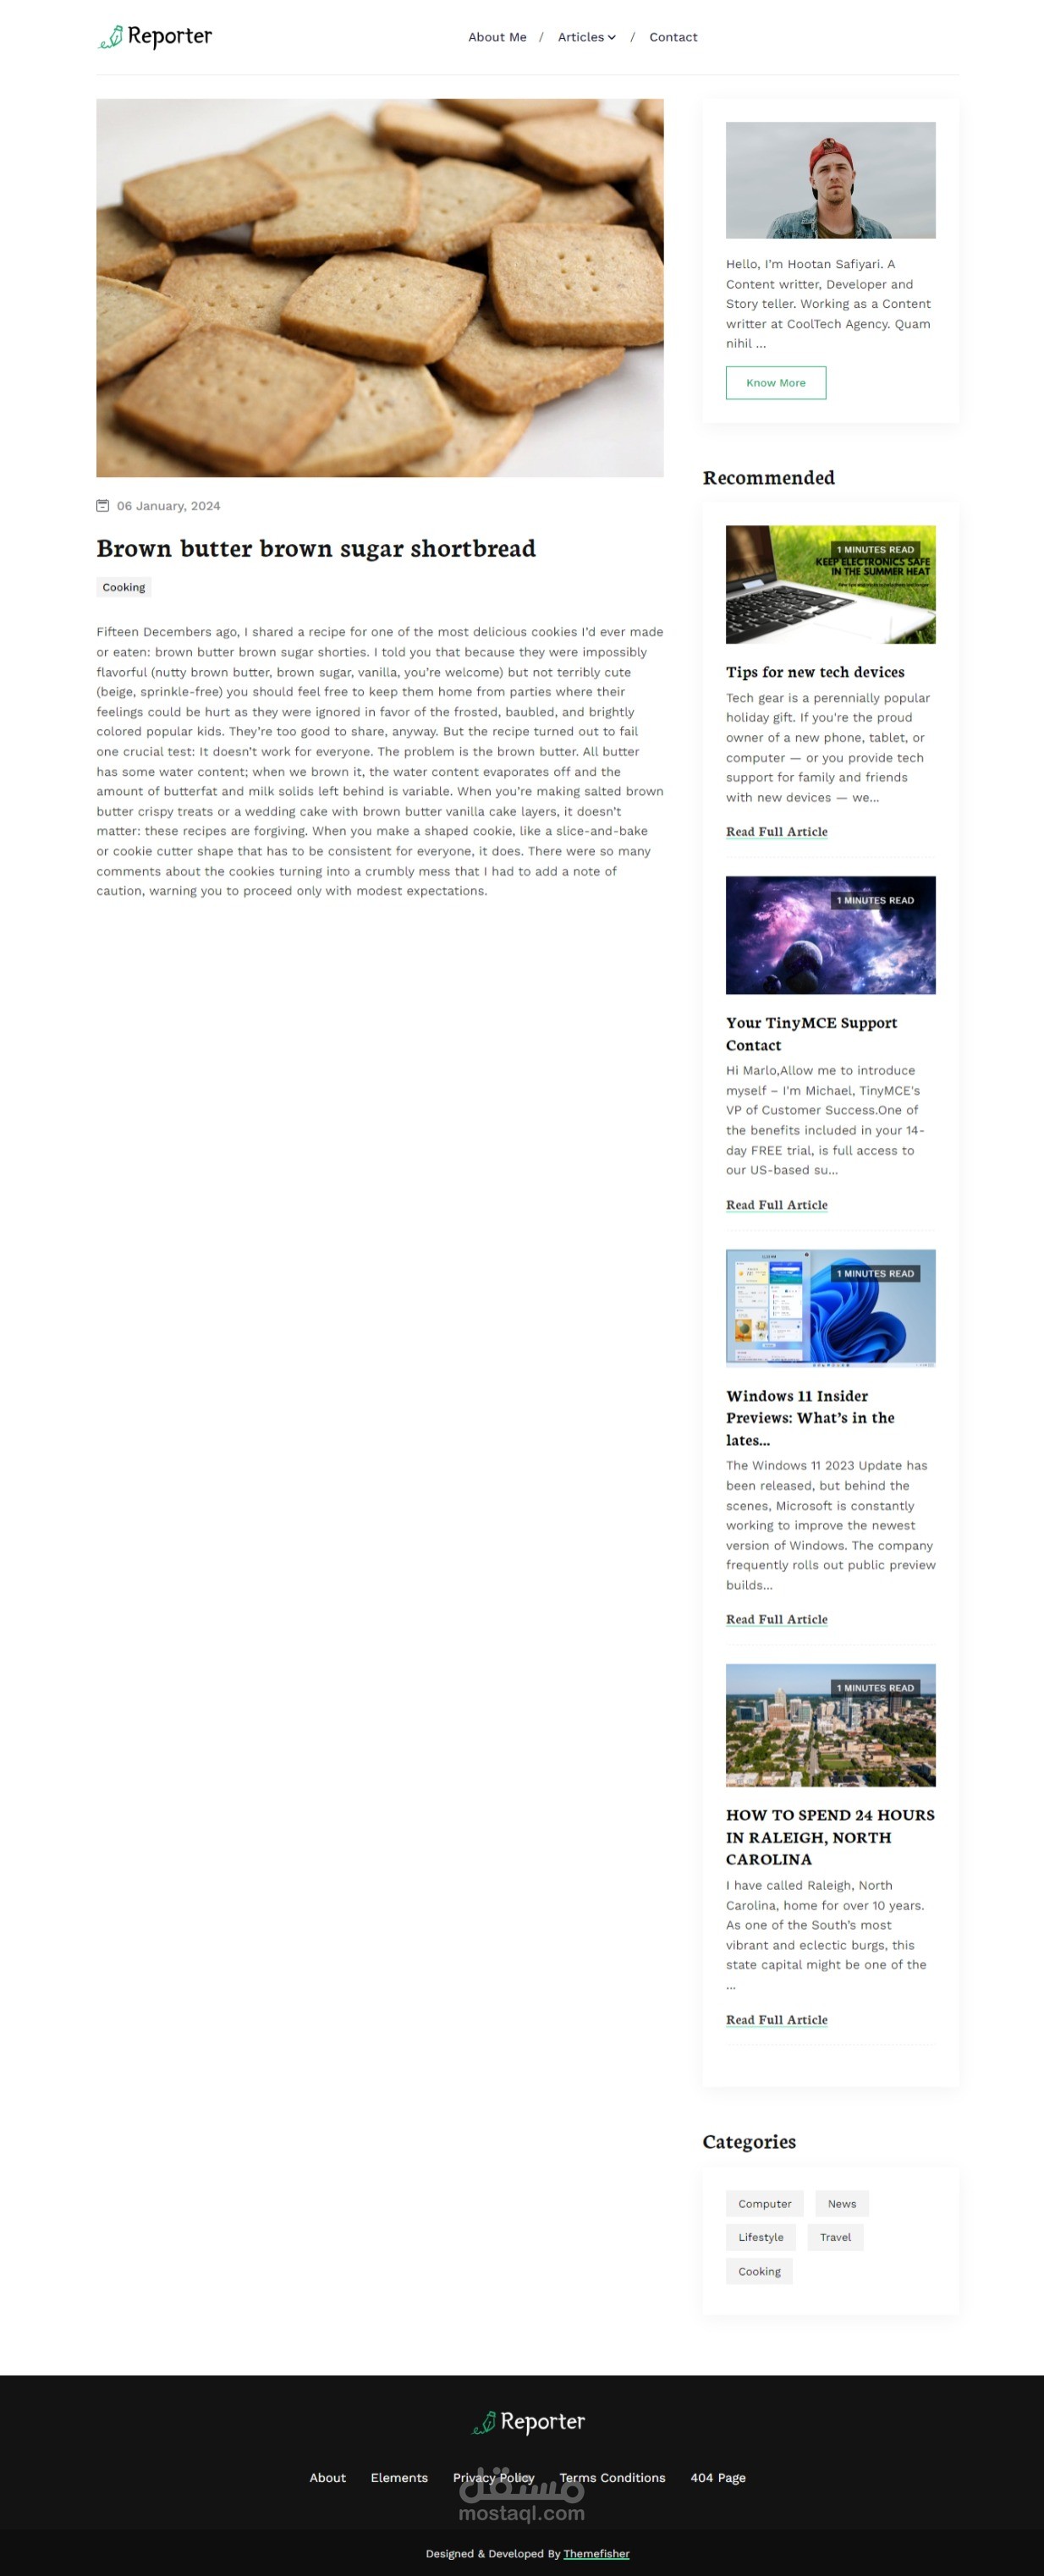 Reporter
About Me / Articles / Contact
06 January, 2024
Brown butter brown sugar shortbread
Cooking
Fifteen Decembers ago, I shared a recipe for one of the most delicious cookies I’d ever made
or eaten: brown butter brown sugar shorties. I told you that because they were impossibly
flavorful (nutty brown butter, brown sugar, vanilla, you’re welcome) but not terribly cute
(beige, sprinkle-free) you should feel free to keep them home from parties where their
feelings could be hurt as they were ignored in favor of the frosted, baubled, and brightly
colored popular kids. They’re too good to share, anyway. But the recipe turned out to fail
one crucial test: It doesn’t work for everyone. The problem is the brown butter. All butter
has some water content; when we brown it, the water content evaporates off and the
amount of butterfat and milk solids left behind is variable. When you’re making salted brown
butter crispy treats or a wedding cake with brown butter vanilla cake layers, it doesn’t
matter: these recipes are forgiving. When you make a shaped cookie, like a slice-and-bake
or cookie cutter shape that has to be consistent for everyone, it does. There were so many
comments about the cookies turning into a crumbly mess that I had to add a note of
caution, warning you to proceed only with modest expectations.
Hello, I’m Hootan Safiyari. A
Content writter, Developer and
Story teller. Working as a Content
writter at CoolTech Agency. Quam
nihil ...
Know More
Recommended
1 MINUTES READ
KEEP ELECTRONICS SAFE
IN THE SUMMER HEAT
Tips for new tech devices
Tech gear is a perennially popular
holiday gift. If you're the proud
owner of a new phone, tablet, or
computer — or you provide tech
support for family and friends
with new devices — we...
Read Full Article
1 MINUTES READ
Your TinyMCE Support
Contact
Hi Marlo,Allow me to introduce
myself – I'm Michael, TinyMCE's
VP of Customer Success.One of
the benefits included in your 14-
day FREE trial, is full access to
our US-based su...
Read Full Article
1 MINUTES READ
Windows 11 Insider
Previews: What’s in the
lates...
The Windows 11 2023 Update has
been released, but behind the
scenes, Microsoft is constantly
working to improve the newest
version of Windows. The company
frequently rolls out public preview
builds...
Read Full Article
1 MINUTES READ
HOW TO SPEND 24 HOURS
IN RALEIGH, NORTH
CAROLINA
I have called Raleigh, North
Carolina, home for over 10 years.
As one of the South’s most
vibrant and eclectic burgs, this
state capital might be one of the
...
Read Full Article
Categories
Computer News
Lifestyle Travel
Cooking
Reporter
About Elements Privacy Policy Terms Conditions 404 Page
مستقل
mostaql.com
Designed & Developed By Themefisher